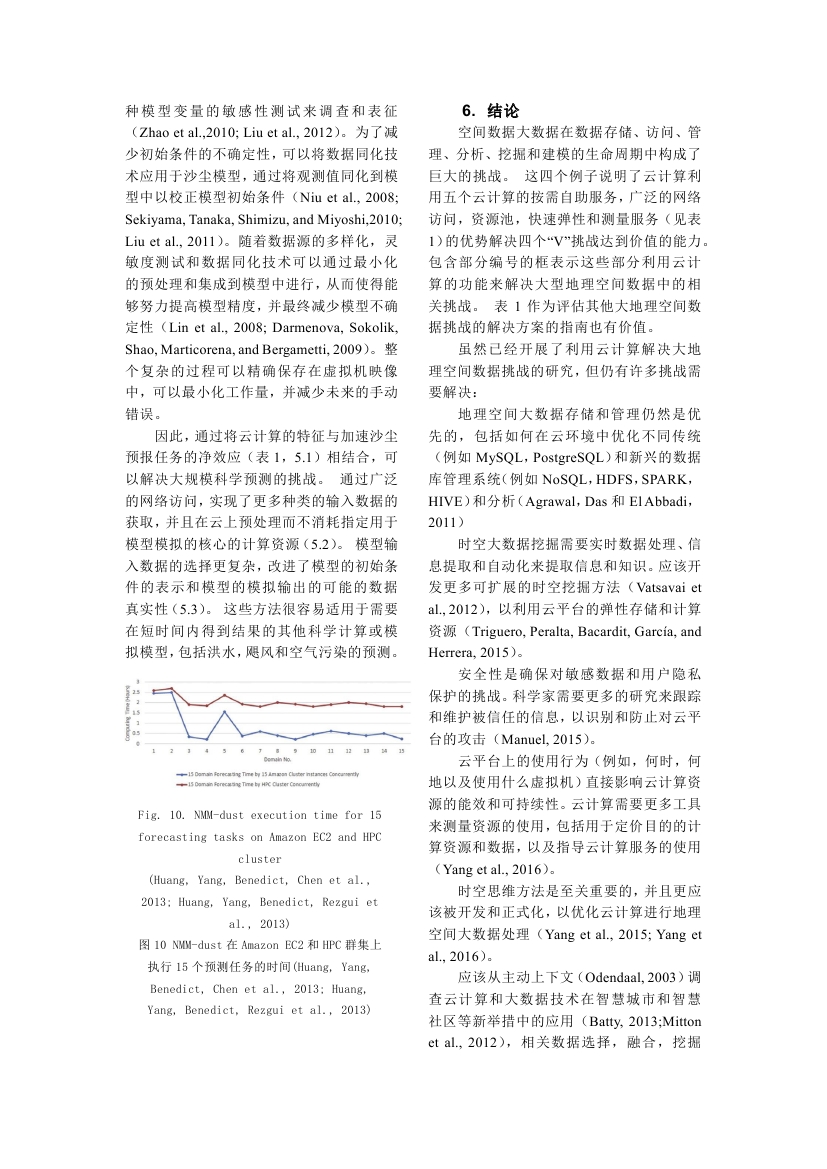 种模型变量的敏感性测试来调查和表征
（Zhao et al.,2010; Liu et al., 2012）。为了减
少初始条件的不确定性，可以将数据同化技
术应用于沙尘模型，通过将观测值同化到模
型中以校正模型初始条件（Niu et al., 2008;
Sekiyama, Tanaka, Shimizu, and Miyoshi,2010;
Liu et al., 2011）。随着数据源的多样化，灵
敏度测试和数据同化技术可以通过最小化
的预处理和集成到模型中进行，从而使得能
够努力提高模型精度，并最终减少模型不确
定性（Lin et al., 2008; Darmenova, Sokolik,
Shao, Marticorena, and Bergametti, 2009）。整
个复杂的过程可以精确保存在虚拟机映像
中，可以最小化工作量，并减少未来的手动
错误。
因此，通过将云计算的特征与加速沙尘
预报任务的净效应（表 1，5.1）相结合，可
以解决大规模科学预测的挑战。 通过广泛
的网络访问，实现了更多种类的输入数据的
获取，并且在云上预处理而不消耗指定用于
模型模拟的核心的计算资源（5.2）。 模型输
入数据的选择更复杂，改进了模型的初始条
件的表示和模型的模拟输出的可能的数据
真实性（5.3）。 这些方法很容易适用于需要
在短时间内得到结果的其他科学计算或模
拟模型，包括洪水，飓风和空气污染的预测。
Computing Time (Hours)
3
2.5
2
1.5
1
0.5
0
1 2 3 4 5 6 7 8 9 10 11 12 13 14 15
Domain No.
15 Domain Forecasting Time by 15 Amazon Cluster Instances Concurrently
15 Domain Forecasting Time by HPC Cluster Concurrently
Fig. 10. NMM-dust execution time for 15
forecasting tasks on Amazon EC2 and HPC
cluster
(Huang, Yang, Benedict, Chen et al.,
2013; Huang, Yang, Benedict, Rezgui et
al., 2013)
图 10 NMM-dust 在 Amazon EC2 和 HPC 群集上
执行 15 个预测任务的时间(Huang, Yang,
Benedict, Chen et al., 2013; Huang,
Yang, Benedict, Rezgui et al., 2013)
6. 结论
空间数据大数据在数据存储、访问、管
理、分析、挖掘和建模的生命周期中构成了
巨大的挑战。 这四个例子说明了云计算利
用五个云计算的按需自助服务，广泛的网络
访问，资源池，快速弹性和测量服务（见表
1）的优势解决四个“V”挑战达到价值的能力。
包含部分编号的框表示这些部分利用云计
算的功能来解决大型地理空间数据中的相
关挑战。 表 1 作为评估其他大地理空间数
据挑战的解决方案的指南也有价值。
虽然已经开展了利用云计算解决大地
理空间数据挑战的研究，但仍有许多挑战需
要解决：
地理空间大数据存储和管理仍然是优
先的，包括如何在云环境中优化不同传统
（例如 MySQL，PostgreSQL）和新兴的数据
库管理系统（例如 NoSQL，HDFS，SPARK，
HIVE）和分析（Agrawal，Das 和 El Abbadi，
2011）
时空大数据挖掘需要实时数据处理、信
息提取和自动化来提取信息和知识。应该开
发更多可扩展的时空挖掘方法（Vatsavai et
al., 2012），以利用云平台的弹性存储和计算
资源（Triguero, Peralta, Bacardit, García, and
Herrera, 2015）。
安全性是确保对敏感数据和用户隐私
保护的挑战。科学家需要更多的研究来跟踪
和维护被信任的信息，以识别和防止对云平
台的攻击（Manuel, 2015）。
云平台上的使用行为（例如，何时，何
地以及使用什么虚拟机）直接影响云计算资
源的能效和可持续性。云计算需要更多工具
来测量资源的使用，包括用于定价目的的计
算资源和数据，以及指导云计算服务的使用
（Yang et al., 2016）。
时空思维方法是至关重要的，并且更应
该被开发和正式化，以优化云计算进行地理
空间大数据处理（Yang et al., 2015; Yang et
al., 2016）。
应该从主动上下文（Odendaal, 2003）调
查云计算和大数据技术在智慧城市和智慧
社区等新举措中的应用（Batty, 2013;Mitton
et al., 2012），相关数据选择，融合，挖掘